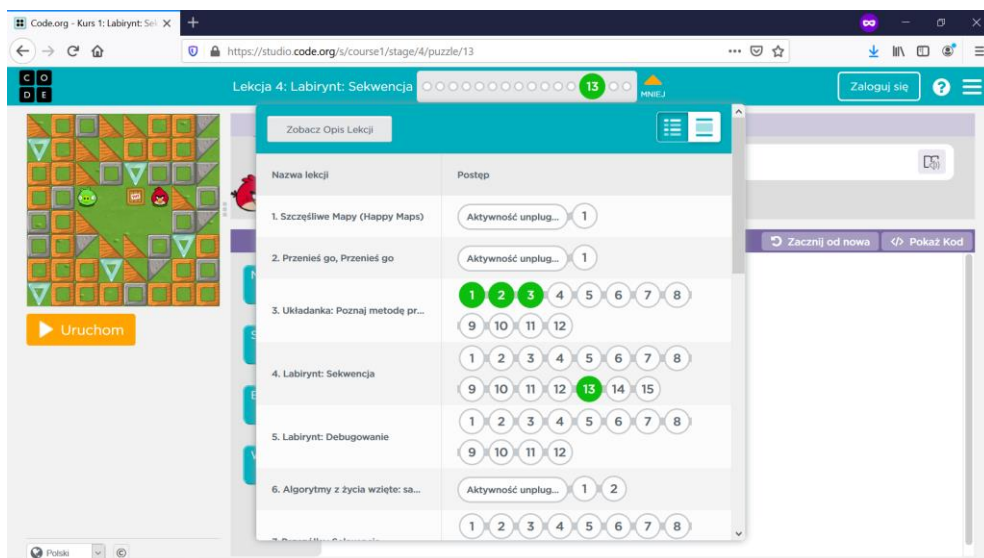 Code.org - Kurs 1: Labirynt: Se
https://studio.code.org/s/course1/stage/4/puzzle/13
C O
D E
Lekcja 4: Labirynt: Sekwencja 13 MNIEJ
Zaloguj się ?
Zobacz Opis Lekcji
Nazwa lekcji Postęp
1. Szczęśliwe Mapy (Happy Maps) Aktywność unplug... 1
2. Przenieś go, Przenieś go Aktywność unplug... 1
3. Układanka: Poznaj metodę pr... 1 2 3 4 5 6 7 8
9 10 11 12
4. Labirynt: Sekwencja 1 2 3 4 5 6 7 8
9 10 11 12 13 14 15
5. Labirynt: Debugowanie 1 2 3 4 5 6 7 8
9 10 11 12
6. Algorytmy z życia wzięte: sa... Aktywność unplug... 1 2
1 2 3 4 5 6 7 8
Zacznij od nowa </> Pokaż Kod
Uruchom
Polski ©